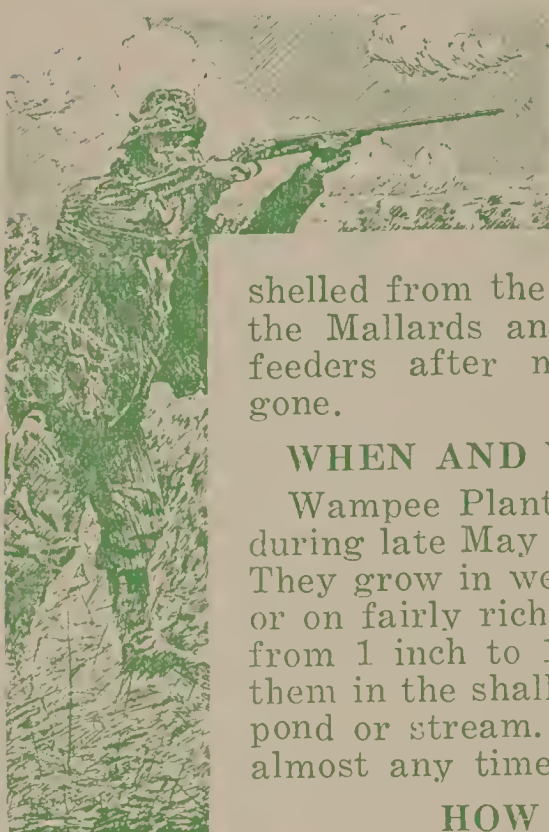 shelled from the
the Mallards an
feeders after n
gone.
WHEN AND
Wampee Plant
during late May
They grow in we
or on fairly rich
from 1 inch to
them in the shall
pond or stream.
almost any time
HOW